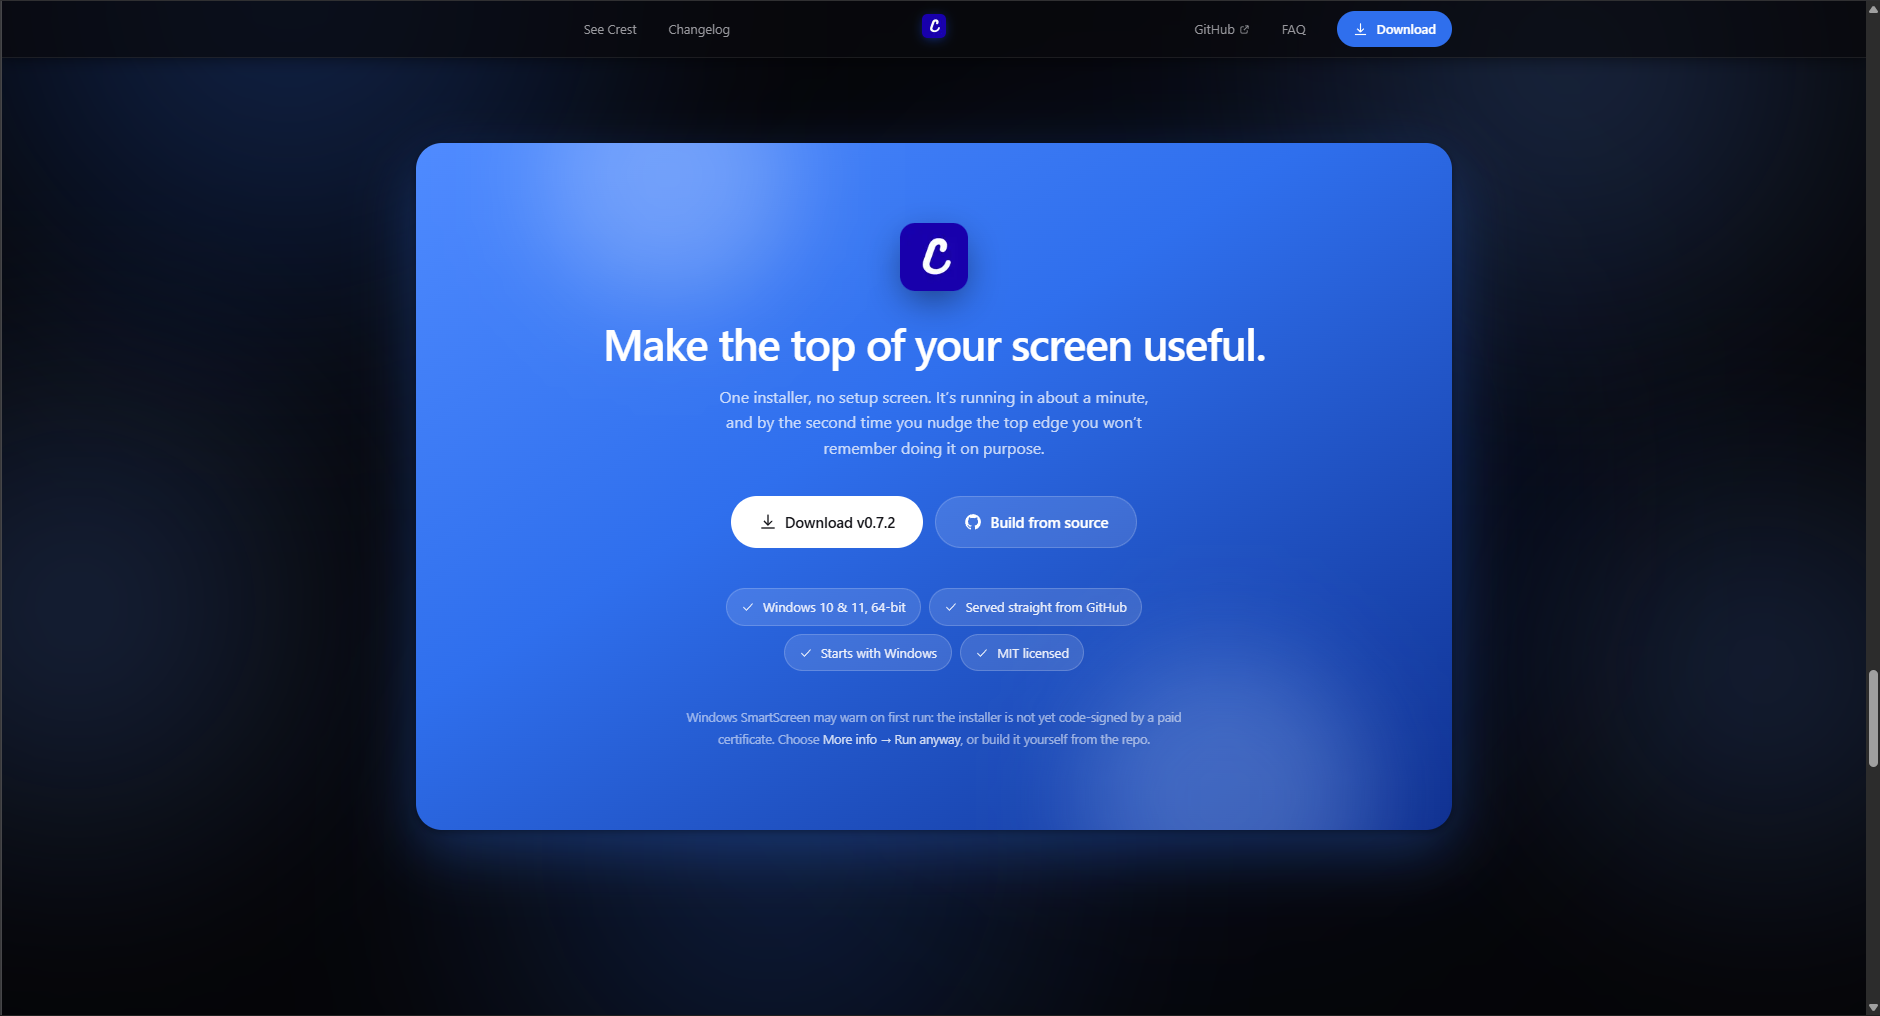 See Crest
Changelog
C
GitHub
FAQ
Download
C
Make the top of your screen useful.
One installer, no setup screen. It’s running in about a minute,
and by the second time you nudge the top edge you won’t
remember doing it on purpose.
Download v0.7.2
Build from source
Windows 10 & 11, 64-bit
Served straight from GitHub
Starts with Windows
MIT licensed
Windows SmartScreen may warn on first run: the installer is not yet code-signed by a paid
certificate. Choose More info → Run anyway, or build it yourself from the repo.